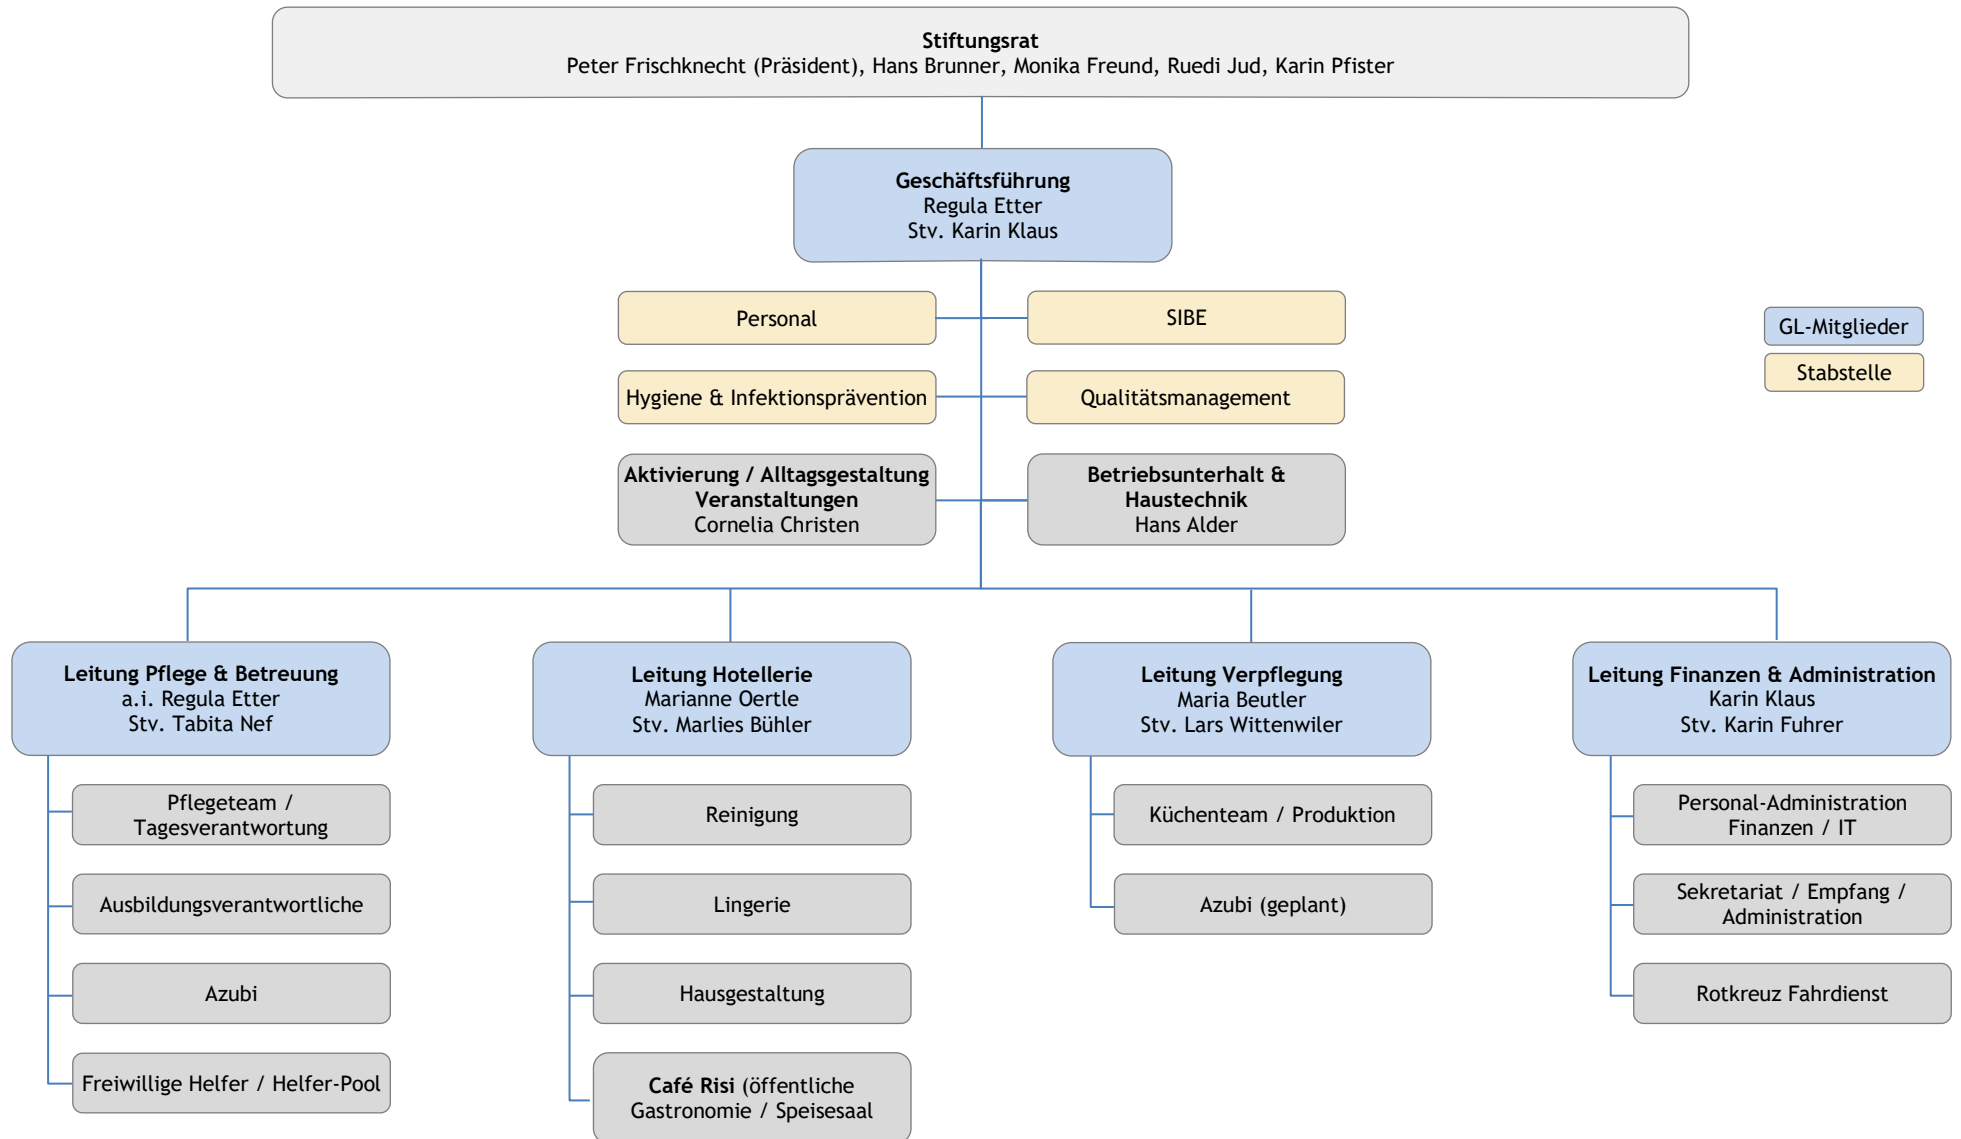 Stiftungsrat
Peter Frischknecht (Präsident), Hans Brunner, Monika Freund, Ruedi Jud, Karin Pfister
Geschäftsführung
Regula Etter
Stv. Karin Klaus
Personal
SIBE
GL-Mitglieder
Stabstelle
Hygiene & Infektionsprävention
Qualitätsmanagement
Aktivierung / Alltagsgestaltung
Veranstaltungen
Cornelia Christen
Betriebsunterhalt &
Haustechnik
Hans Alder
Leitung Pflege & Betreuung
a.i. Regula Etter
Stv. Tabita Nef
Pflegeteam /
Tagesverantwortung
Ausbildungsverantwortliche
Azubi
Freiwillige Helfer / Helfer-Pool
Leitung Hotellerie
Marianne Oertle
Stv. Marlies Bühler
Reinigung
Lingerie
Hausgestaltung
Café Risi (öffentliche
Gastronomie / Speisesaal
Leitung Verpflegung
Maria Beutler
Stv. Lars Wittenwiler
Küchenteam / Produktion
Azubi (geplant)
Leitung Finanzen & Administration
Karin Klaus
Stv. Karin Fuhrer
Personal-Administration
Finanzen / IT
Sekretariat / Empfang /
Administration
Rotkreuz Fahrdienst